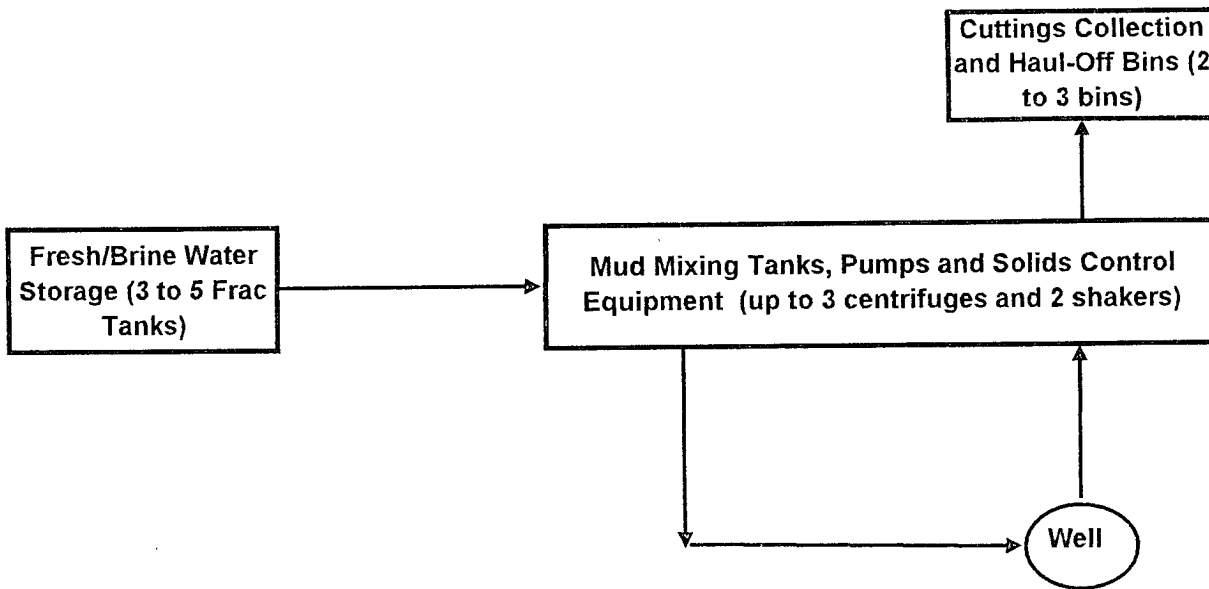 Cuttings Collection
and Haul-Off Bins (2
to 3 bins)
Fresh/Brine Water
Storage (3 to 5 Frac
Tanks)
Mud Mixing Tanks, Pumps and Solids Control
Equipment (up to 3 centrifuges and 2 shakers)
Well